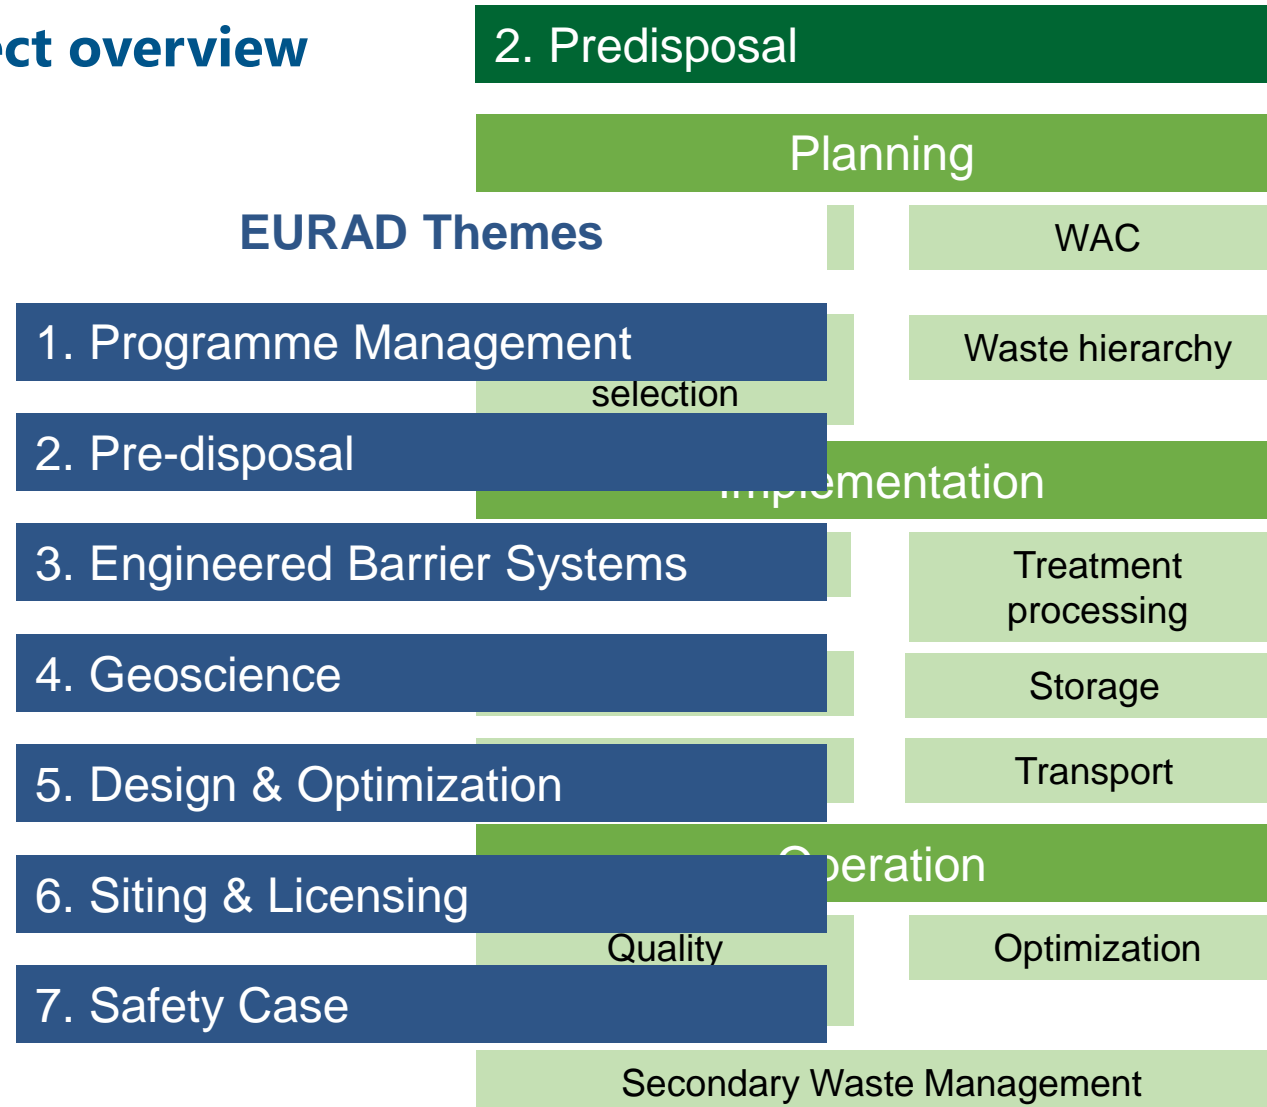 ect overview
2. Predisposal
Planning
EURAD Themes
WAC
1. Programme Management
Waste hierarchy
selection
2. Pre-disposal
3. Engineered Barrier Systems
Treatment
processing
4. Geoscience
Storage
5. Design & Optimization
Transport
6. Siting & Licensing
Quality
Optimization
7. Safety Case
Secondary Waste Management